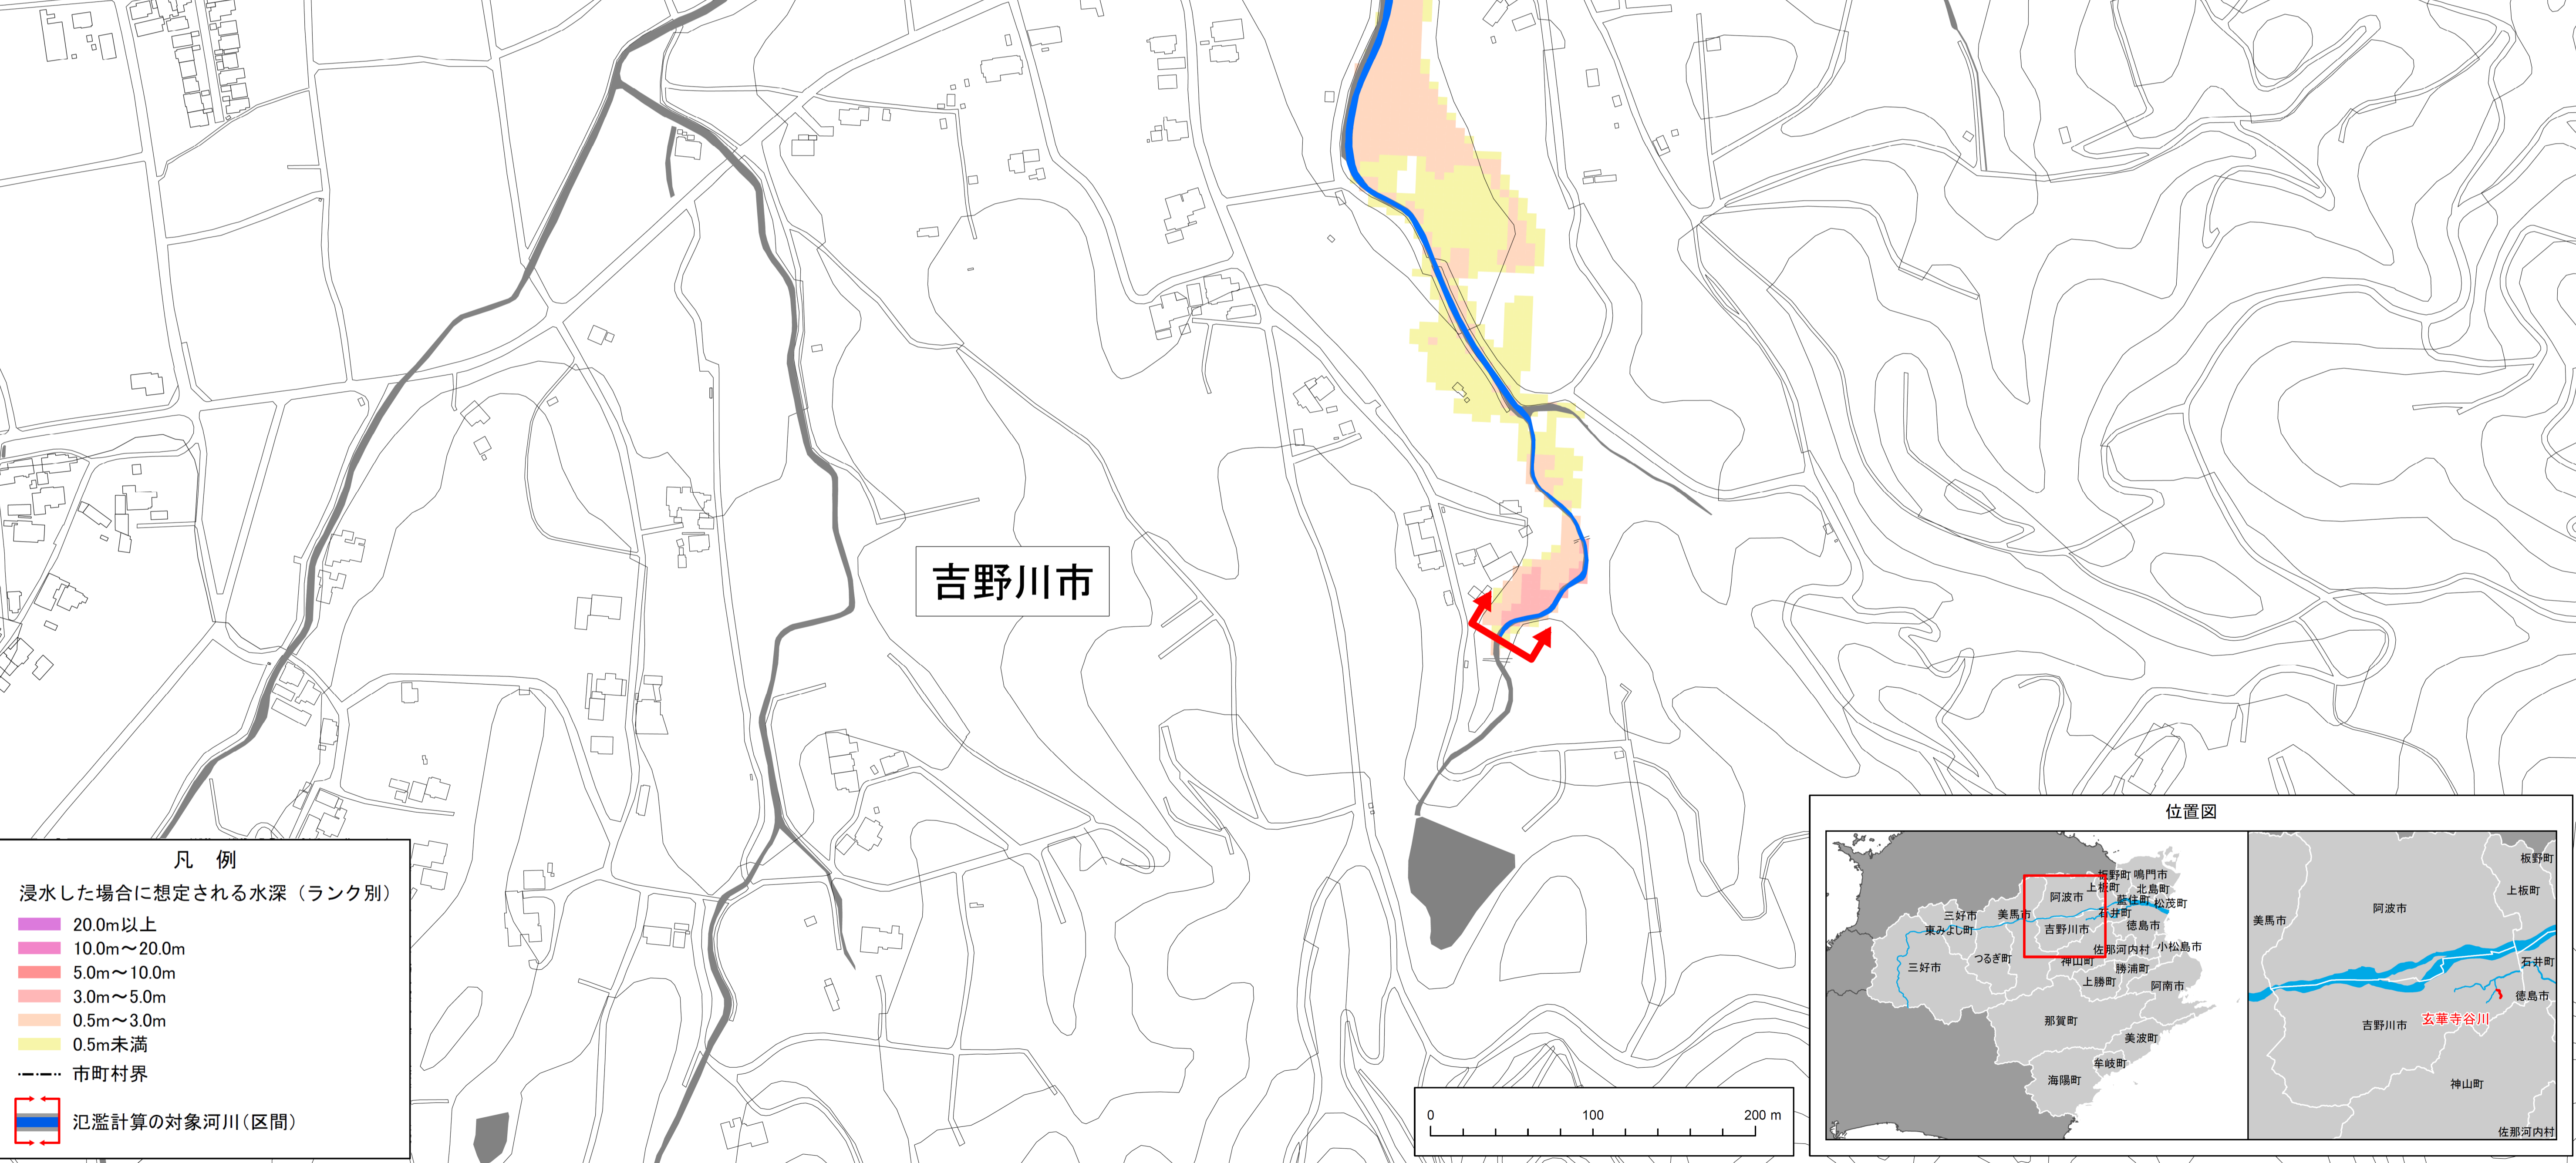 吉野川市
凡 例
浸水した場合に想定される水深（ランク別）
20.0m以上
10.0m～20.0m
5.0m～10.0m
3.0m～5.0m
0.5m～3.0m
0.5m未満
市町村界
氾濫計算の対象河川（区間）
0 100 200 m
位置図
板野町 鳴門市
上板町 北島町
阿波市
藍住町 松茂町
三好市 美馬市 石井町
東みよし町 吉野川市 徳島市
佐那河内村 小松島市
つるぎ町 神山町
三好市 勝浦町
上勝町 阿南市
那賀町
美波町
牟岐町
海陽町
板野町
上板町
阿波市
美馬市
石井町
徳島市
吉野川市 玄華寺谷川
神山町
佐那河内村